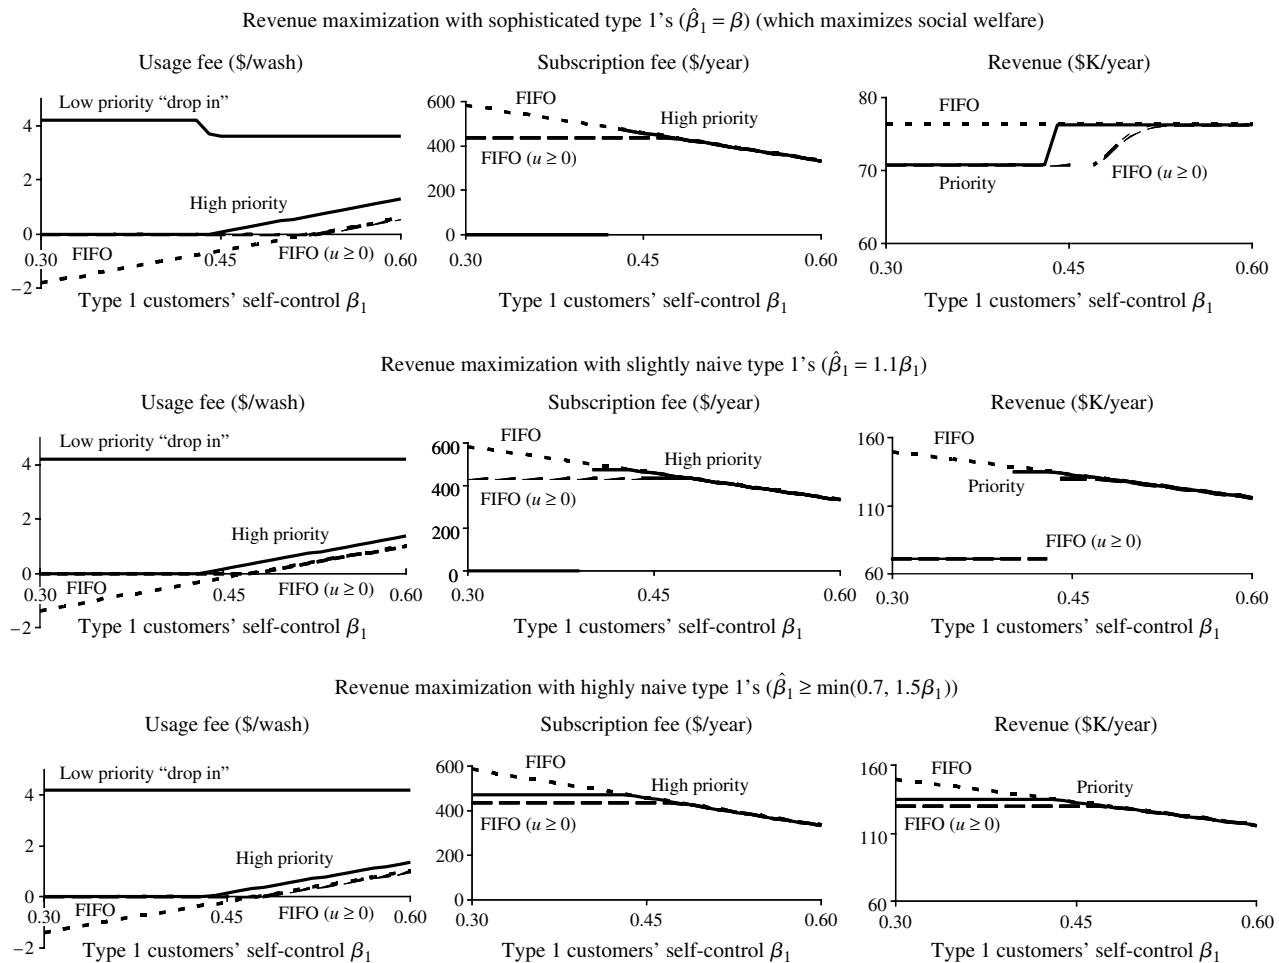 Revenue maximization with sophisticated type 1's (β̂₁ = β) (which maximizes social welfare)
Usage fee ($/wash)
Low priority “drop in”
4
2
0
−2
High priority
FIFO
FIFO (u ≥ 0)
0.30
0.45
0.60
Type 1 customers’ self-control β₁
Subscription fee ($/year)
600
400
200
0
FIFO
High priority
FIFO (u ≥ 0)
0.30
0.45
0.60
Type 1 customers’ self-control β₁
Revenue ($K/year)
80
70
60
FIFO
Priority
FIFO (u ≥ 0)
0.30
0.45
0.60
Type 1 customers’ self-control β₁
Revenue maximization with slightly naive type 1's (β̂₁ = 1.1β₁)
Usage fee ($/wash)
Low priority “drop in”
4
2
0
−2
High priority
FIFO
FIFO (u ≥ 0)
0.30
0.45
0.60
Type 1 customers’ self-control β₁
Subscription fee ($/year)
600
400
200
0
FIFO
High priority
FIFO (u ≥ 0)
0.30
0.45
0.60
Type 1 customers’ self-control β₁
Revenue ($K/year)
160
110
60
FIFO
Priority
FIFO (u ≥ 0)
0.30
0.45
0.60
Type 1 customers’ self-control β₁
Revenue maximization with highly naive type 1's (β̂₁ ≥ min(0.7, 1.5β₁))
Usage fee ($/wash)
Low priority “drop in”
4
2
0
−2
High priority
FIFO
FIFO (u ≥ 0)
0.30
0.45
0.60
Type 1 customers’ self-control β₁
Subscription fee ($/year)
600
400
200
0
FIFO
High priority
FIFO (u ≥ 0)
0.30
0.45
0.60
Type 1 customers’ self-control β₁
Revenue ($K/year)
160
110
60
FIFO
Priority
FIFO (u ≥ 0)
0.30
0.45
0.60
Type 1 customers’ self-control β₁